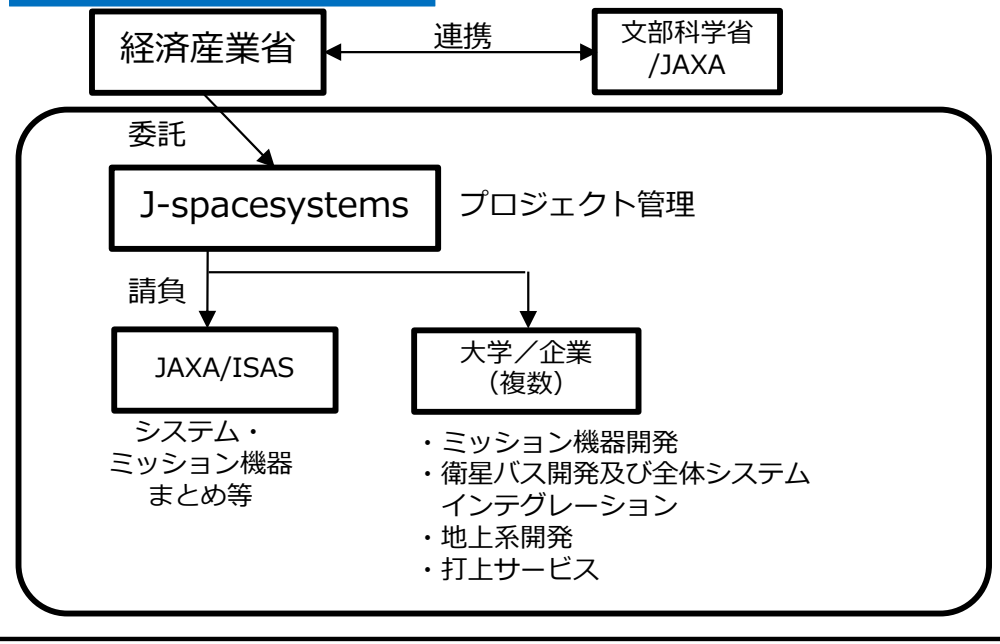 経済産業省
連携
文部科学省
/JAXA
委託
J-spacesystems
プロジェクト管理
請負
JAXA/ISAS
大学／企業
（複数）
システム・
ミッション機器
まとめ等
・ミッション機器開発
・衛星バス開発及び全体システム
インテグレーション
・地上系開発
・打上サービス